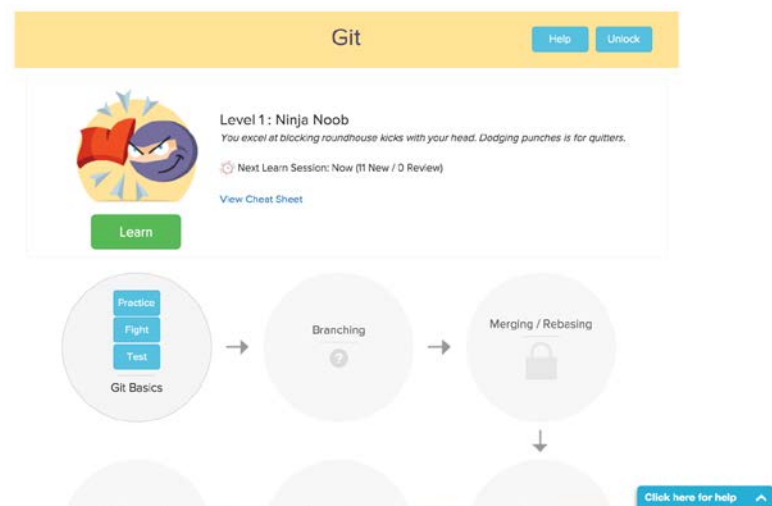 Git
Help
Unlock
Level 1: Ninja Noob
You excel at blocking roundhouse kicks with your head. Dodging punches is for quitters.
Next Learn Session: Now (11 New / 0 Review)
View Cheat Sheet
Learn
Practice
Fight
Test
Git Basics
Branching
?
Merging / Rebasing
Click here for help